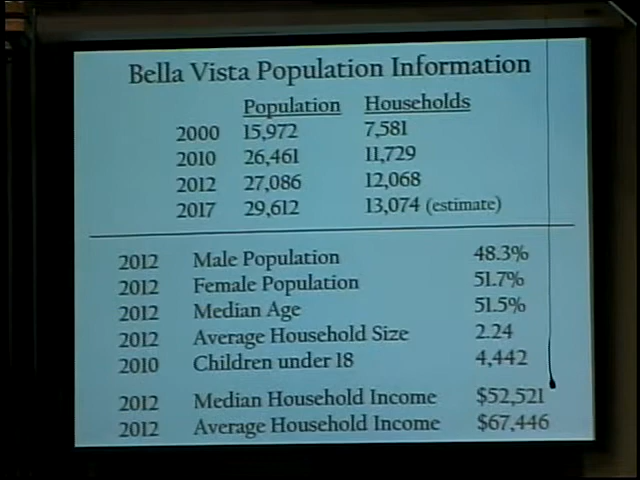 Bella Vista Population Information
Population Households
2000 15,972 7,581
2010 26,461 11,729
2012 27,086 12,068
2017 29,612 13,074 (estimate)
2012 Male Population 48.3%
2012 Female Population 51.7%
2012 Median Age 51.5%
2012 Average Household Size 2.24
2010 Children under 18 4,442
2012 Median Household Income $52,521
2012 Average Household Income $67,446